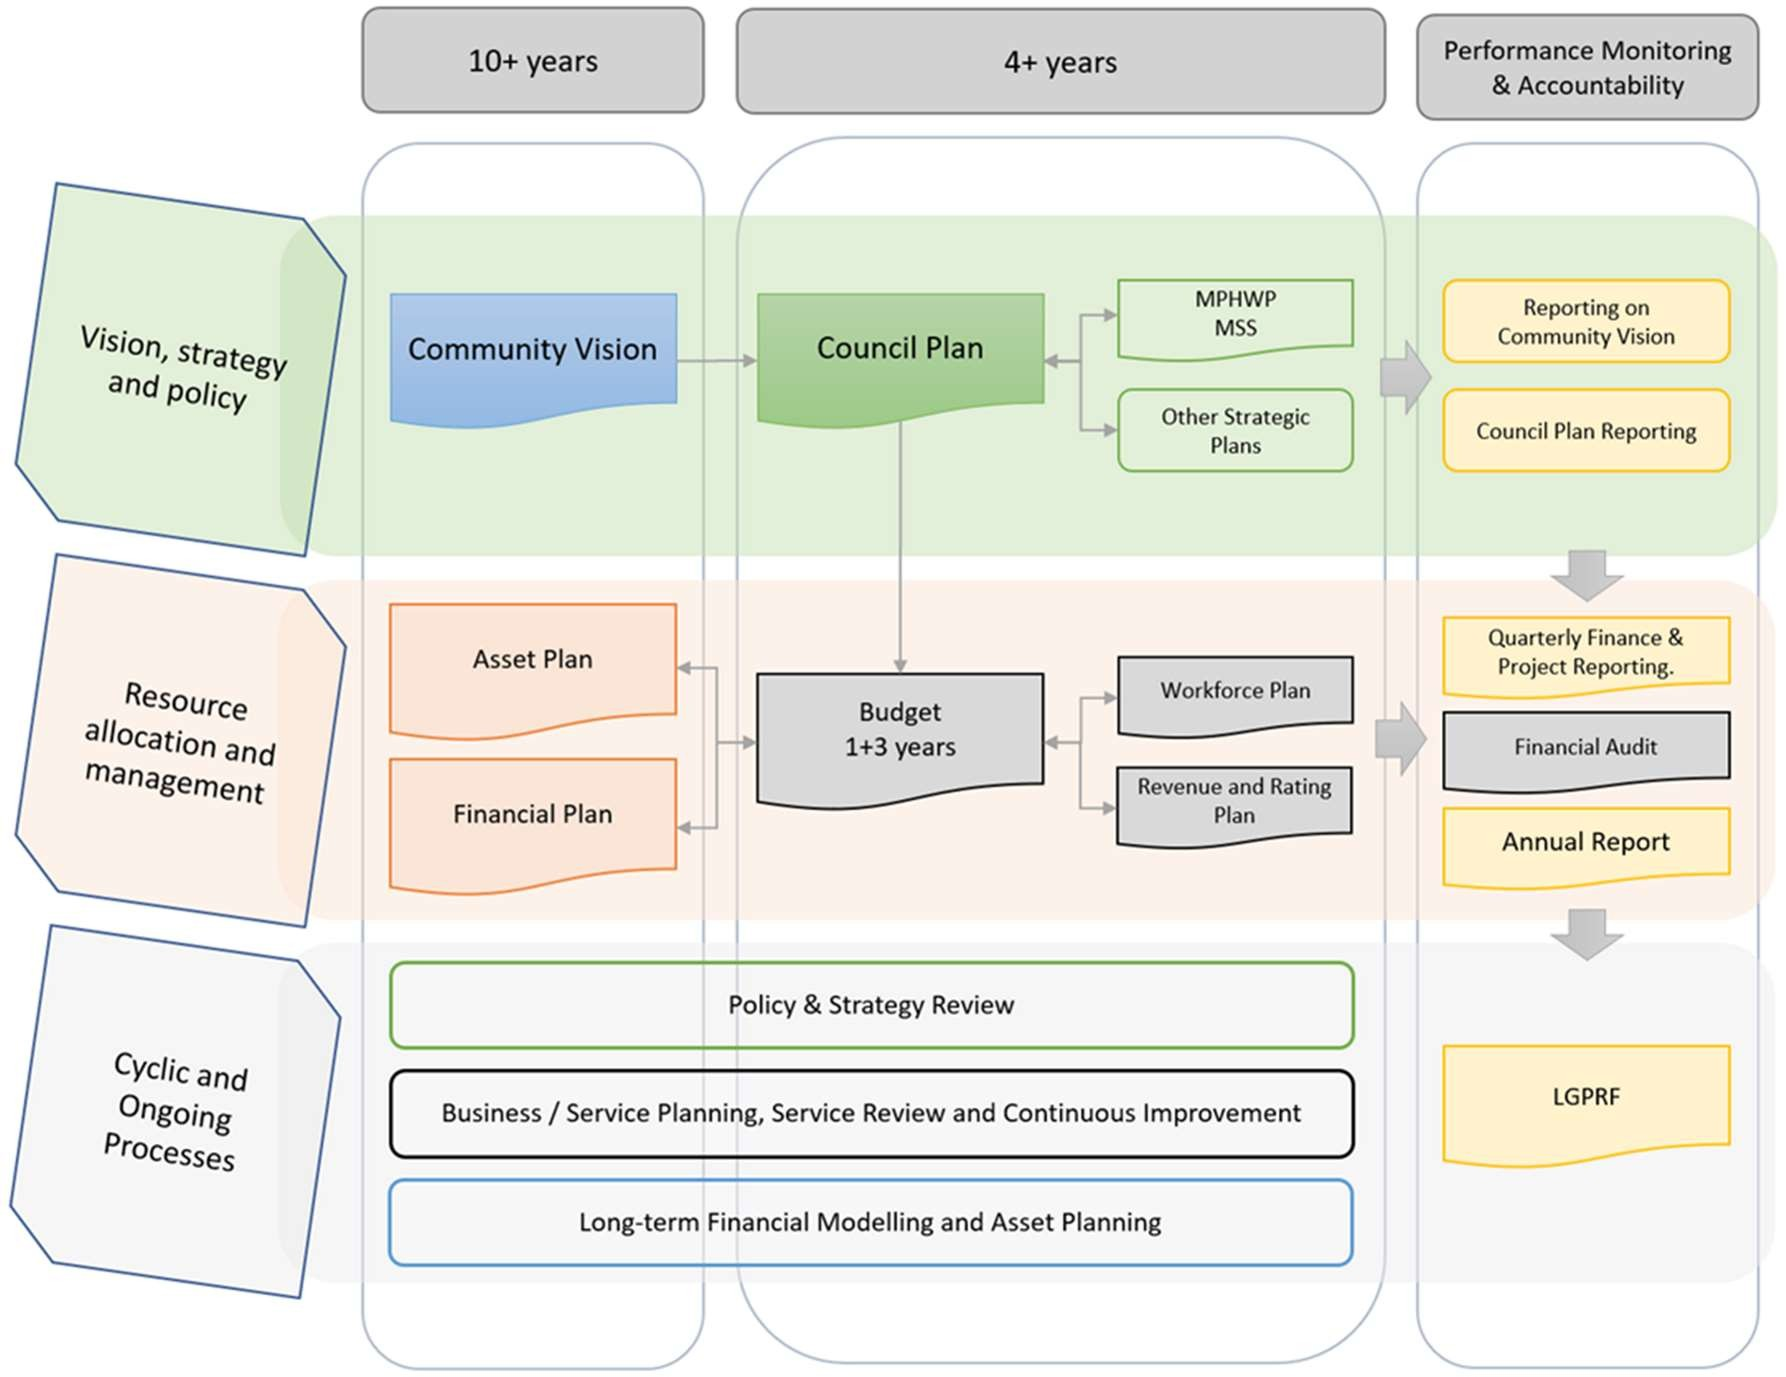 10+ years
4+ years
Performance Monitoring
& Accountability
Vision, strategy
and policy
Community Vision
Council Plan
MPHWP
MSS
Other Strategic
Plans
Reporting on
Community Vision
Council Plan Reporting
Resource
allocation and
management
Asset Plan
Financial Plan
Budget
1+3 years
Workforce Plan
Revenue and Rating
Plan
Quarterly Finance &
Project Reporting.
Financial Audit
Annual Report
Cyclic and
Ongoing
Processes
Policy & Strategy Review
Business / Service Planning, Service Review and Continuous Improvement
Long-term Financial Modelling and Asset Planning
LGPRF